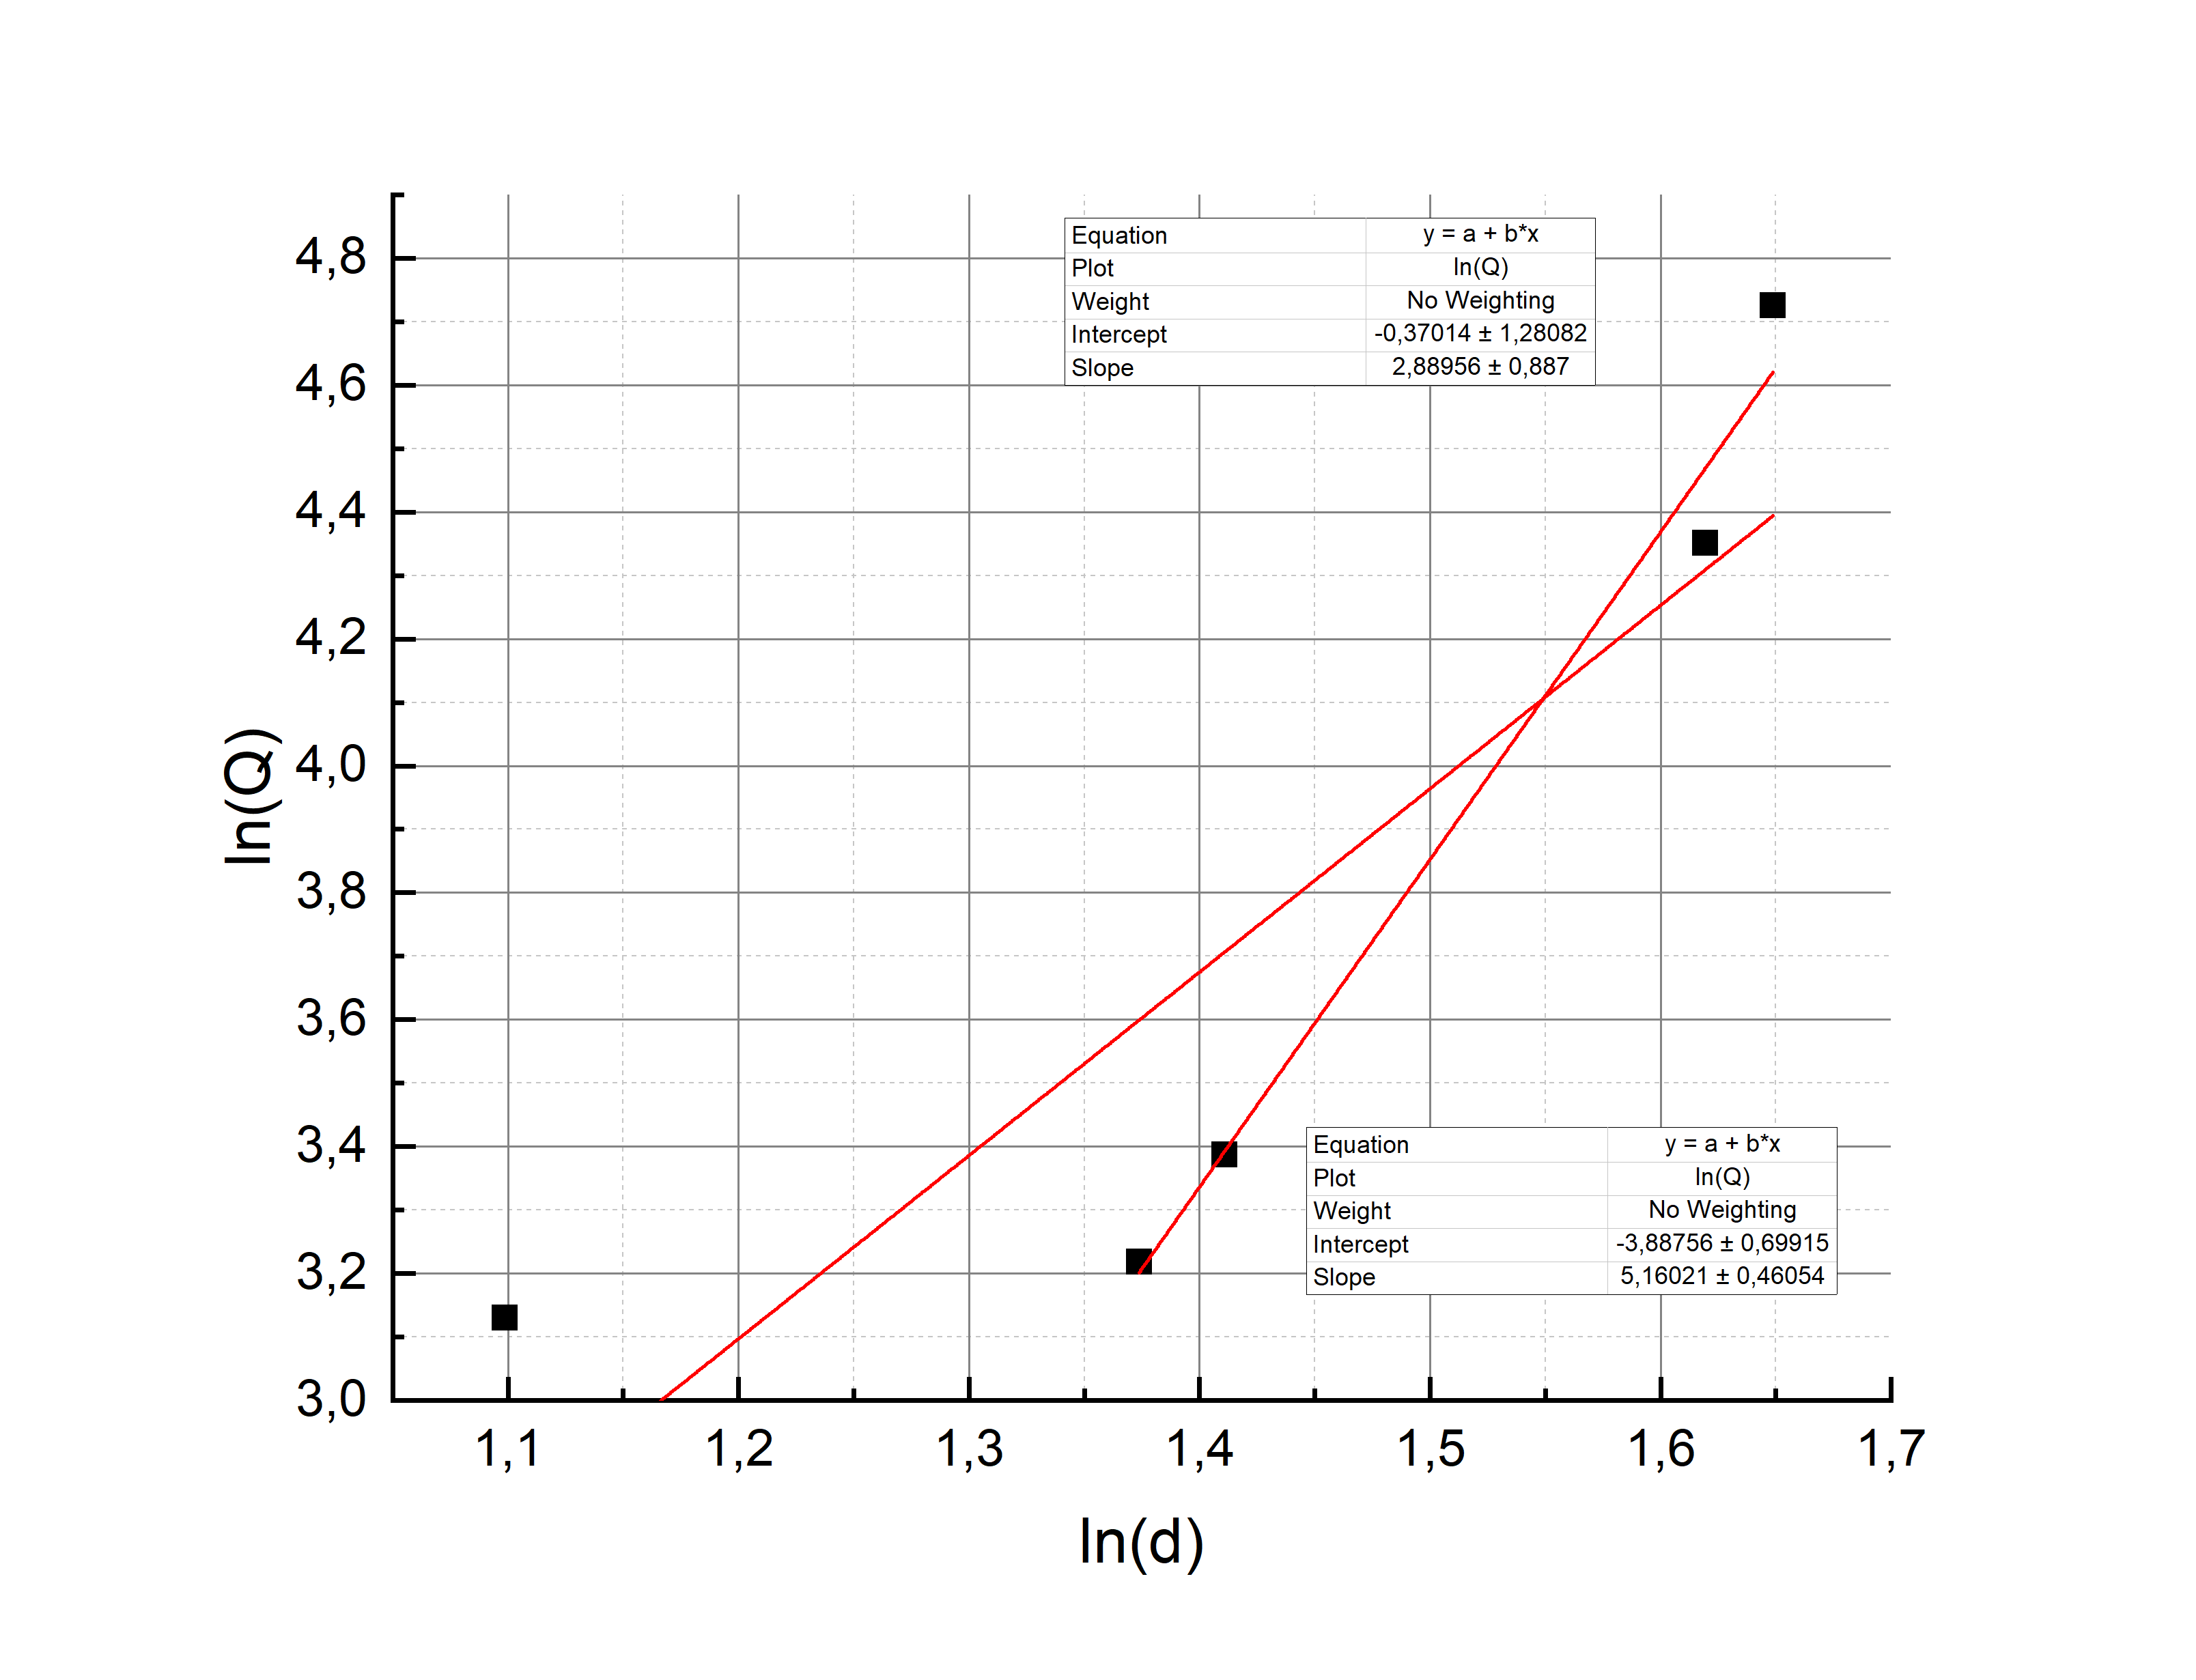 Equation y = a + b*x
Plot ln(Q)
Weight No Weighting
Intercept -0,37014 ± 1,28082
Slope 2,88956 ± 0,887
4,8
4,6
4,4
4,2
4,0
3,8
3,6
3,4
3,2
3,0
ln(Q)
Equation y = a + b*x
Plot ln(Q)
Weight No Weighting
Intercept -3,88756 ± 0,69915
Slope 5,16021 ± 0,46054
1,1 1,2 1,3 1,4 1,5 1,6 1,7
ln(d)